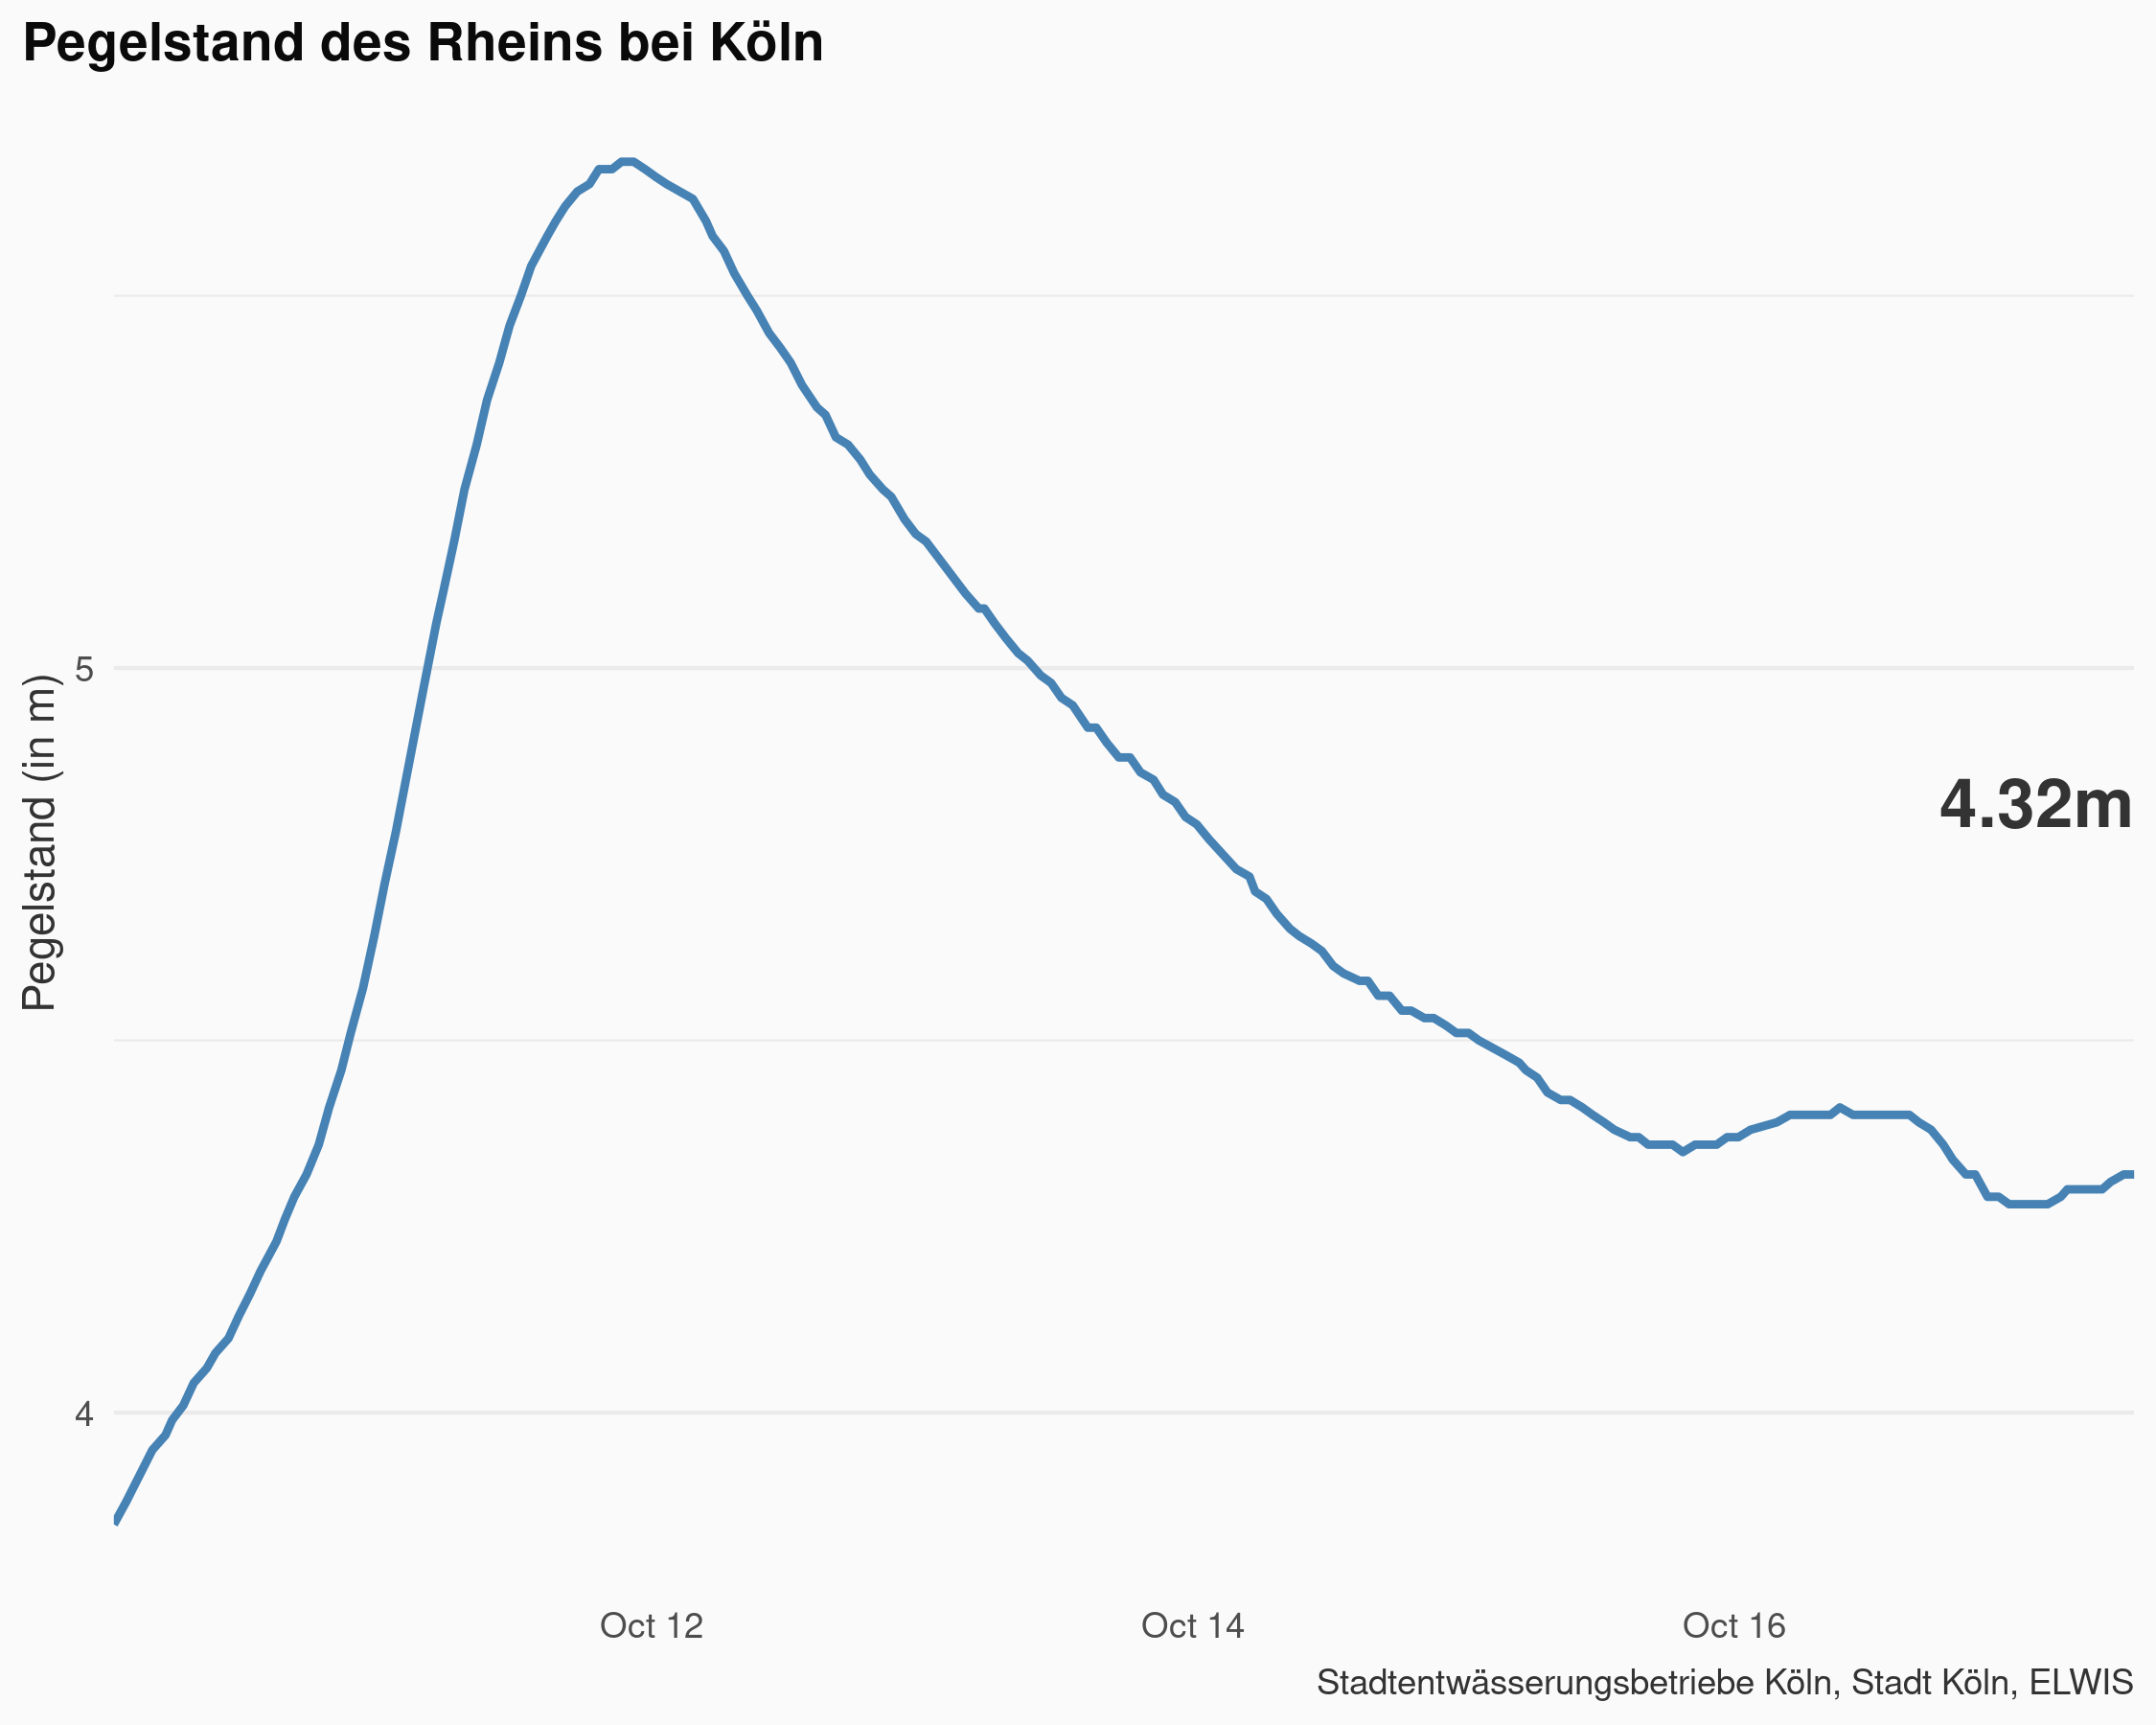 Pegelstand des Rheins bei Köln
Pegelstand (in m)
5
4
4.32m
Oct 12
Oct 14
Oct 16
Stadtentwässerungsbetriebe Köln, Stadt Köln, ELWIS